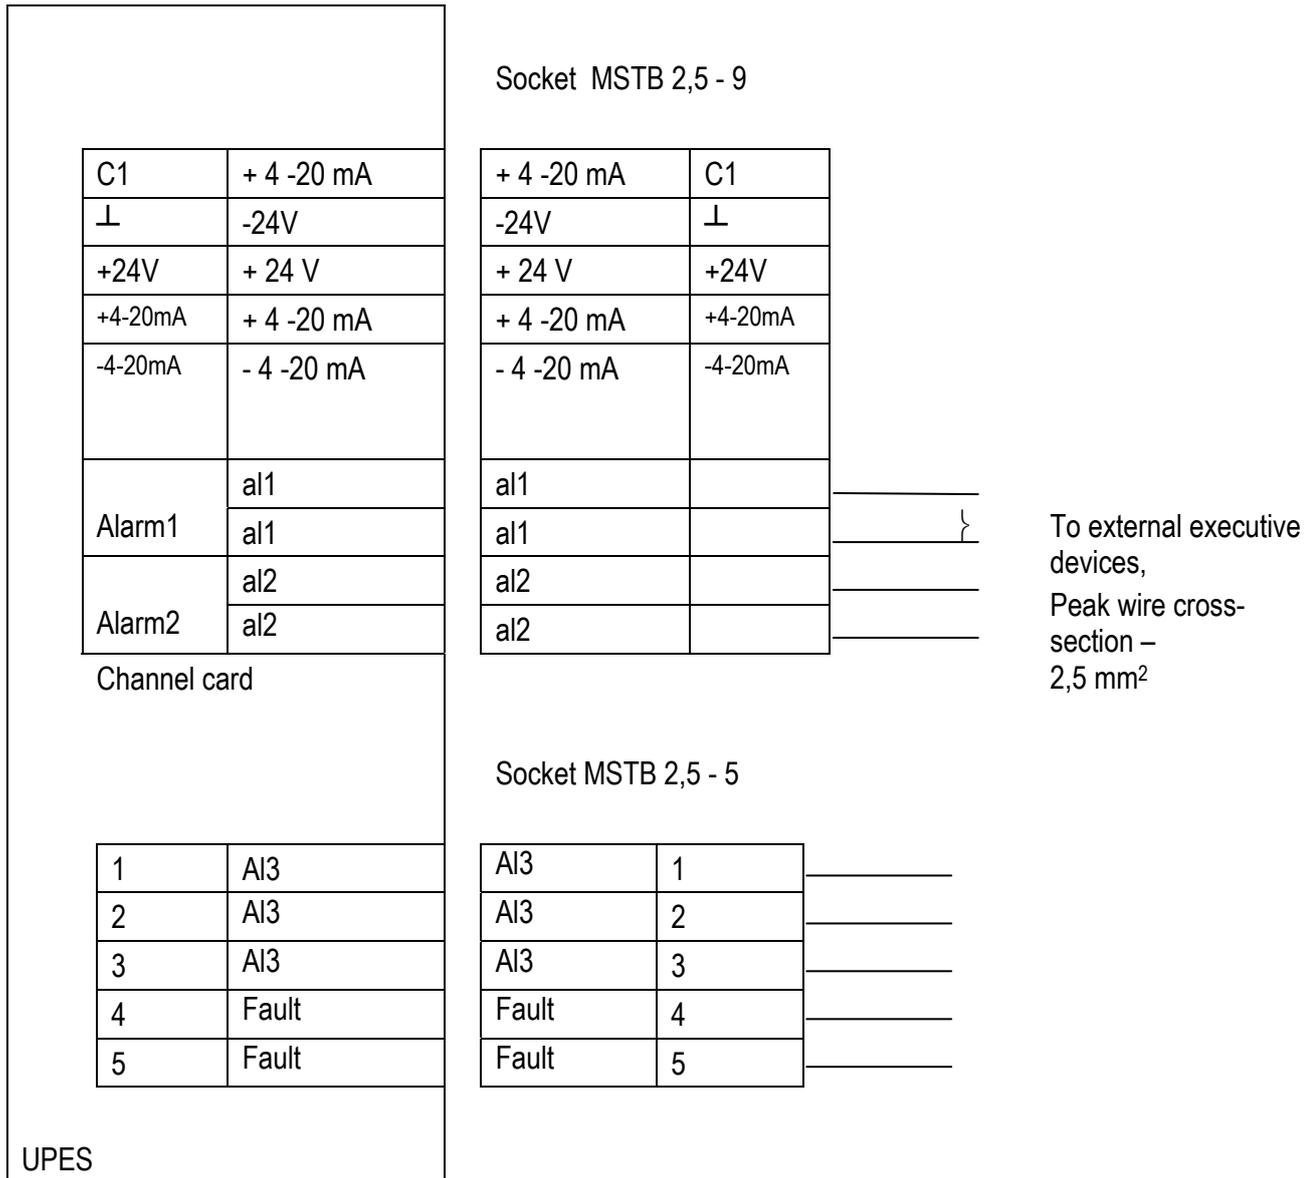 Socket MSTB 2,5 - 9
C1 + 4 -20 mA + 4 -20 mA C1
⊥ -24V -24V ⊥
+24V + 24 V + 24 V +24V
+4-20mA + 4 -20 mA + 4 -20 mA +4-20mA
-4-20mA - 4 -20 mA - 4 -20 mA -4-20mA
al1 al1
Alarm1 al1 al1
al2 al2
Alarm2 al2 al2
To external executive
devices,
Peak wire cross-
section –
2,5 mm²
Channel card
Socket MSTB 2,5 - 5
1 Al3 Al3 1
2 Al3 Al3 2
3 Al3 Al3 3
4 Fault Fault 4
5 Fault Fault 5
UPES